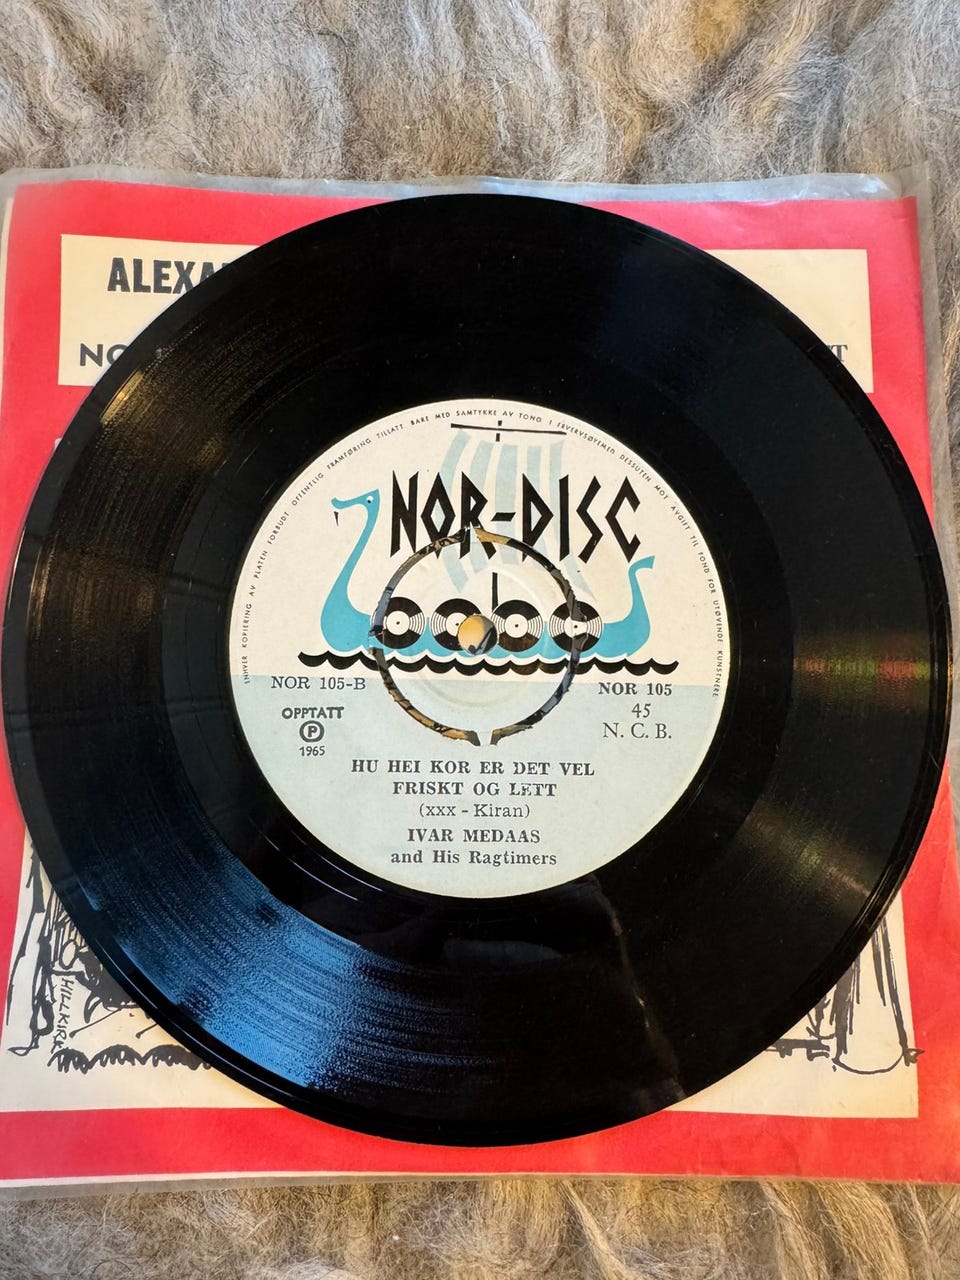 ENHVER KOPIERING AV PLATEN FORBUDT OFFENTLIG FRAMFØRING TILLATT BARE MED SAMTYKKE AV TONO I ERVERVSØYEMED DESSUTEN MOT AVGIFT TIL FOND FOR UTØVENDE KUNSTNERE
NOR-DISC
NOR 105-B
NOR 105
OPPTATT
45
Ⓟ
N. C. B.
1965
HU HEI KOR ER DET VEL
FRISKT OG LETT
(xxx - Kiran)
IVAR MEDAAS
and His Ragtimers
HILLKIRK